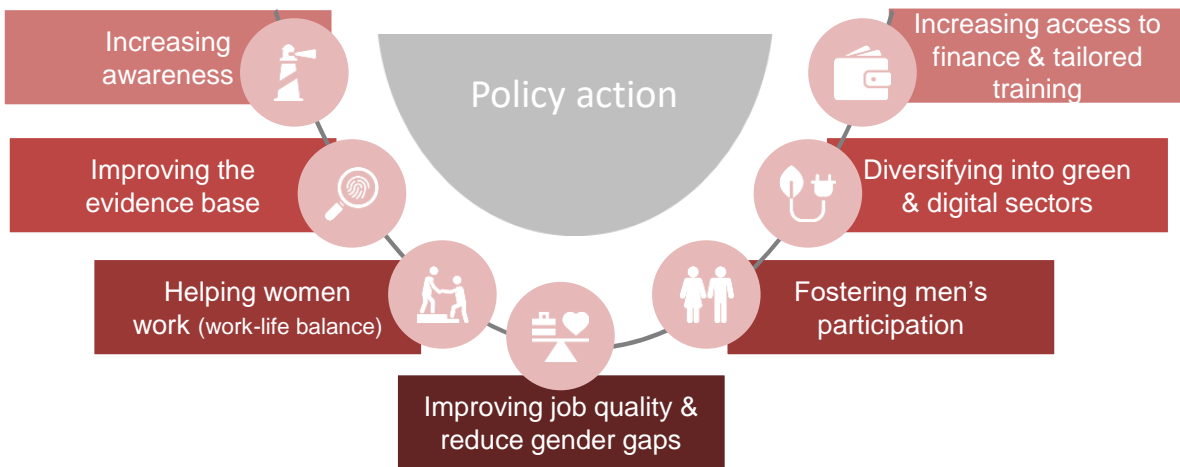 Policy action
Increasing
awareness
Improving the
evidence base
Helping women
work (work-life balance)
Improving job quality &
reduce gender gaps
Fostering men’s
participation
Diversifying into green
& digital sectors
Increasing access to
finance & tailored
training